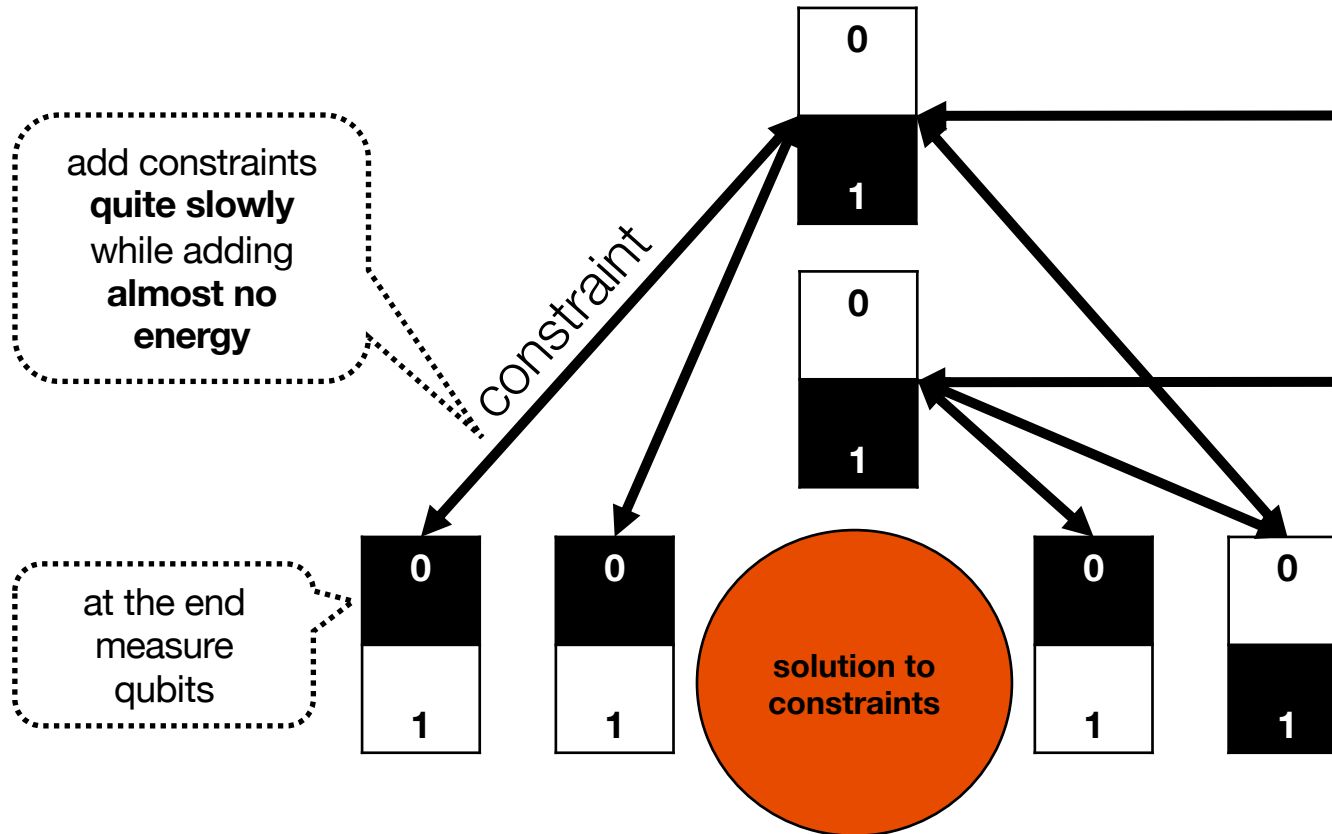 0
1
add constraints
quite slowly
while adding
almost no
energy
constraint
0
1
at the end
measure
qubits
0
1
0
1
solution to
constraints
0
1
0
1